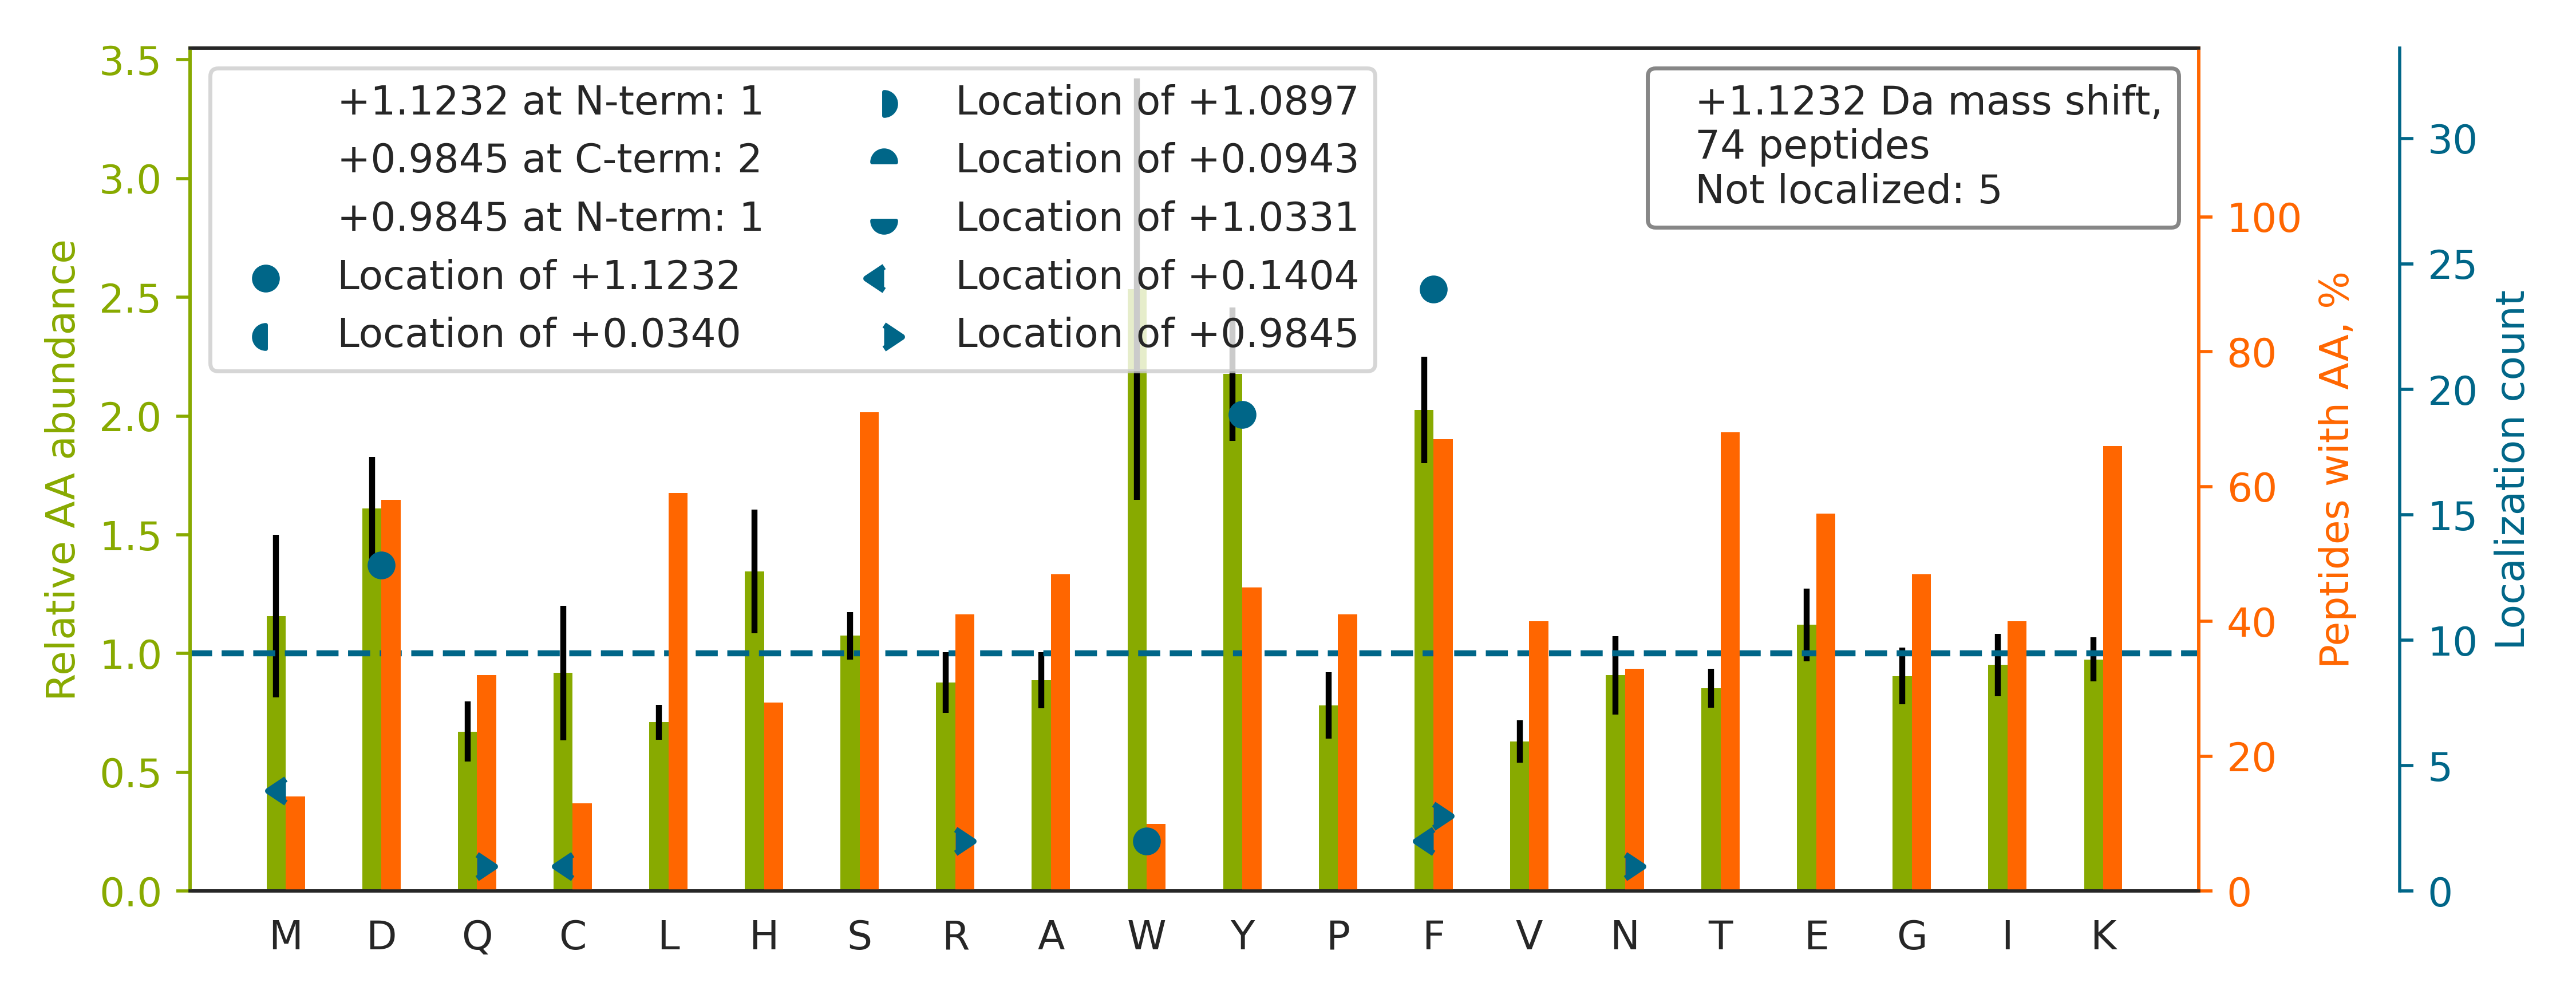 +1.1232 at N-term: 1
+0.9845 at C-term: 2
+0.9845 at N-term: 1
Location of +1.1232
Location of +0.0340
Location of +1.0897
Location of +0.0943
Location of +1.0331
Location of +0.1404
Location of +0.9845
+1.1232 Da mass shift,
74 peptides
Not localized: 5
Relative AA abundance
3.5
3.0
2.5
2.0
1.5
1.0
0.5
0.0
M D Q C L H S R A W Y P F V N T E G I K
100
80
60
40
20
0
Peptides with AA, %
30
25
20
15
10
5
0
Localization count